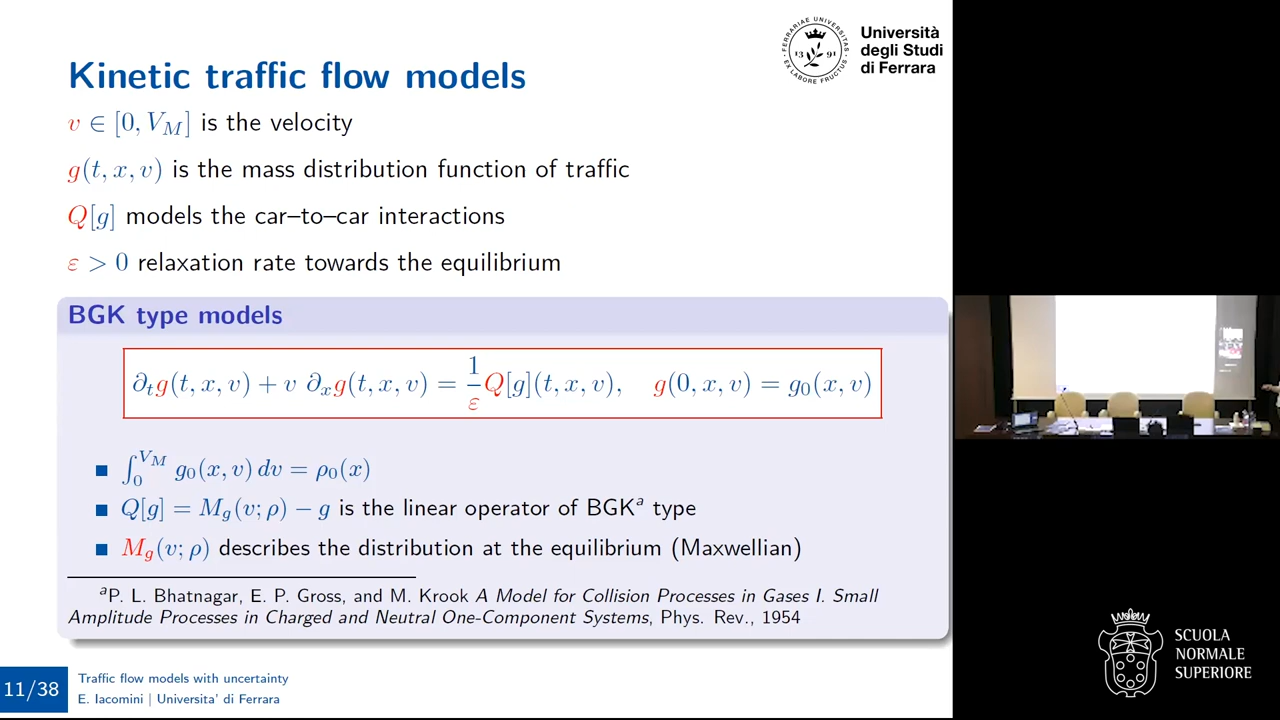 Università
degli Studi
di Ferrara
Kinetic traffic flow models
v ∈ [0, V_M] is the velocity
g(t, x, v) is the mass distribution function of traffic
Q[g] models the car–to–car interactions
ε > 0 relaxation rate towards the equilibrium
BGK type models
∂_t g(t, x, v) + v ∂_x g(t, x, v) = 1/ε Q[g](t, x, v), g(0, x, v) = g_0(x, v)
∫_0^{V_M} g_0(x, v) dv = ρ_0(x)
Q[g] = M_g(v; ρ) − g is the linear operator of BGK^a type
M_g(v; ρ) describes the distribution at the equilibrium (Maxwellian)
^aP. L. Bhatnagar, E. P. Gross, and M. Krook A Model for Collision Processes in Gases I. Small
Amplitude Processes in Charged and Neutral One-Component Systems, Phys. Rev., 1954
11/38
Traffic flow models with uncertainty
E. Iacomini | Universita' di Ferrara
SCUOLA
NORMALE
SUPERIORE